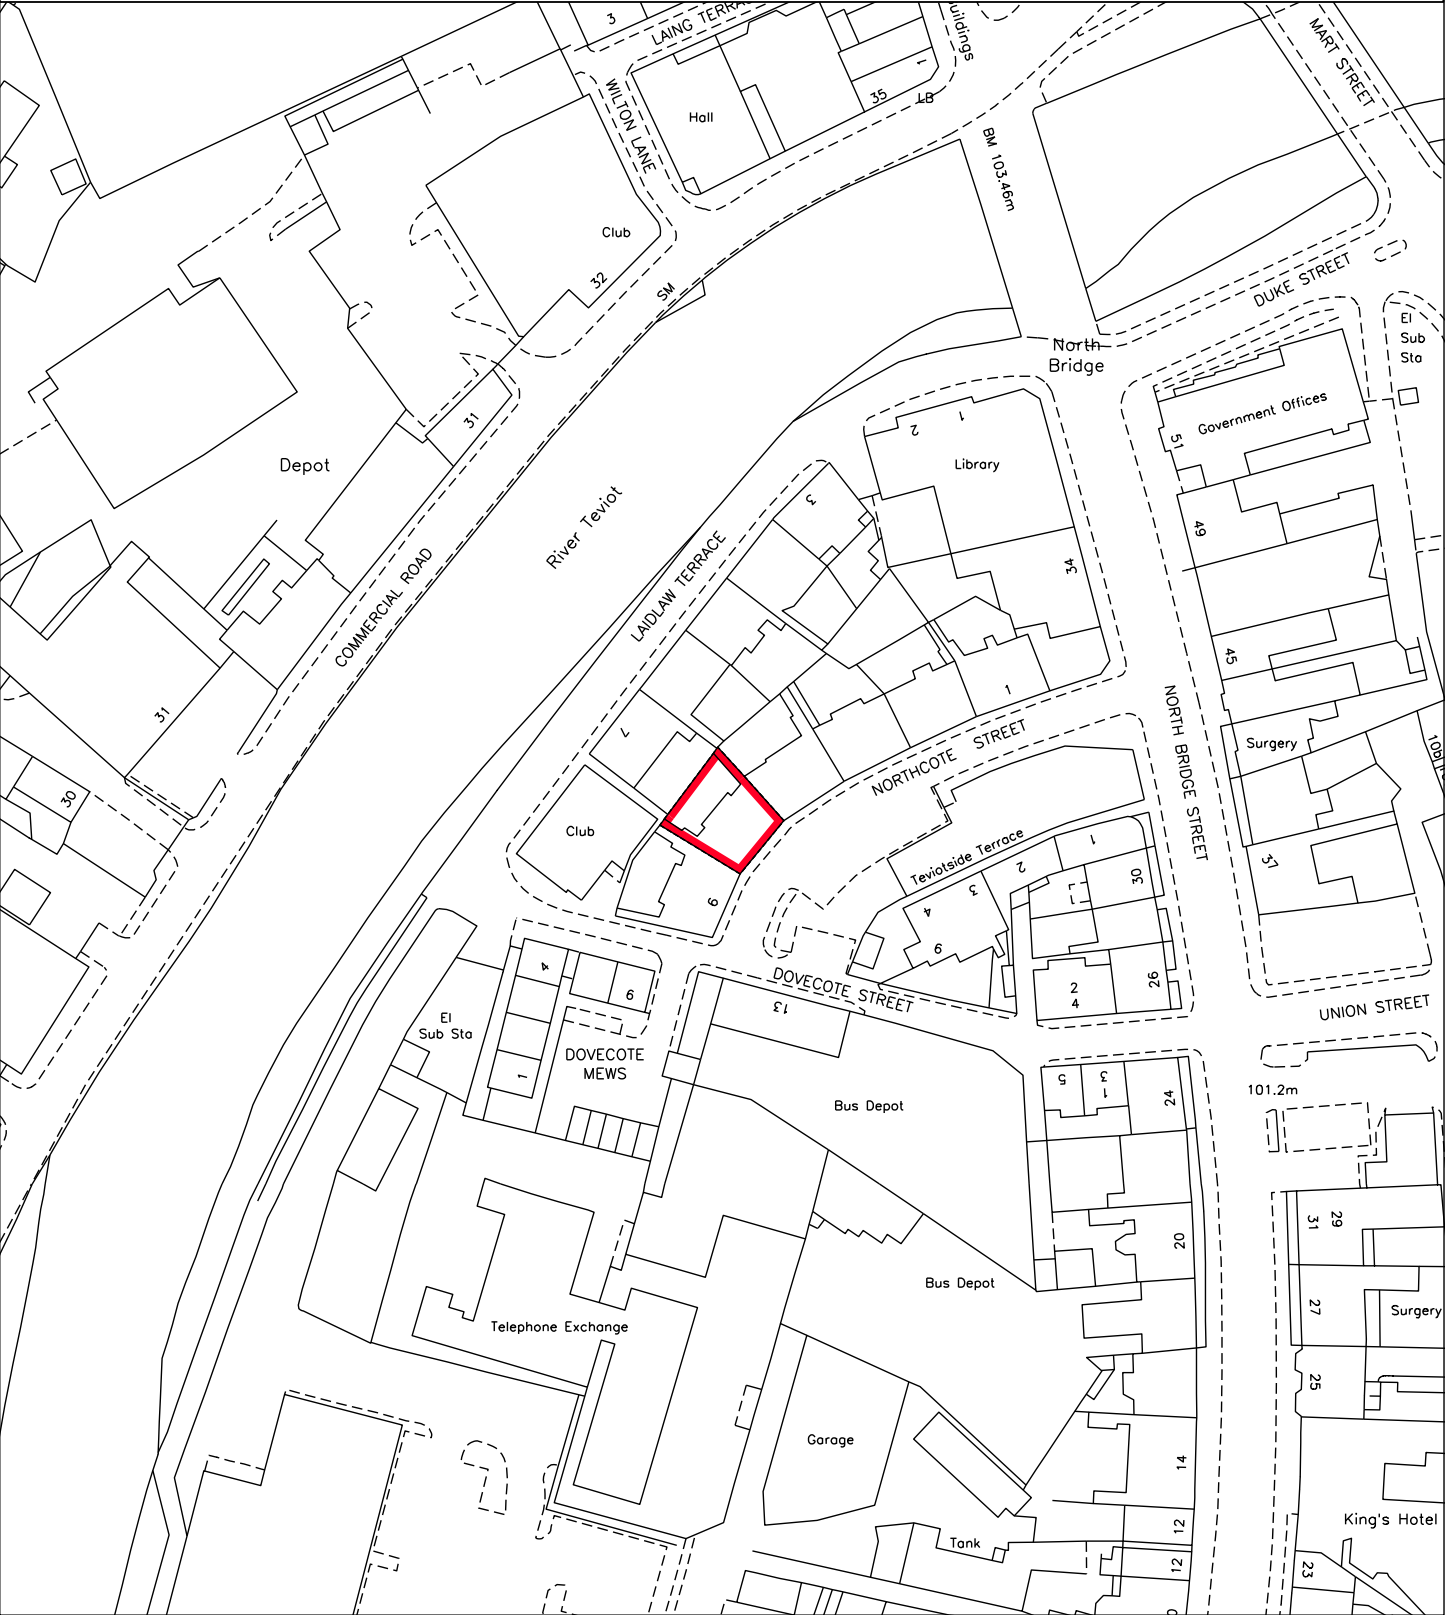 3
LAING TERRA
uildings
MART STREET
WILTON LANE
Hall
35
1
LB
BM 103.46m
Club
32
SM
DUKE STREET
El
Sub
Sta
North
Bridge
Government Offices
51
31
Depot
2
1
Library
3
River Teviot
49
LAIDLAW TERRACE
COMMERCIAL ROAD
34
45
31
7
1
NORTHCOTE STREET
NORTH BRIDGE STREET
Surgery
10b
30
Club
Teviotside Terrace
1
2
3
4
6
30
37
9
4
6
DOVECOTE STREET
13
2
4
26
UNION STREET
El
Sub Sta
DOVECOTE
MEWS
1
5
3
1
24
101.2m
Bus Depot
20
31
29
Bus Depot
27
Surgery
Telephone Exchange
25
Garage
14
King's Hotel
12
Tank
12
23